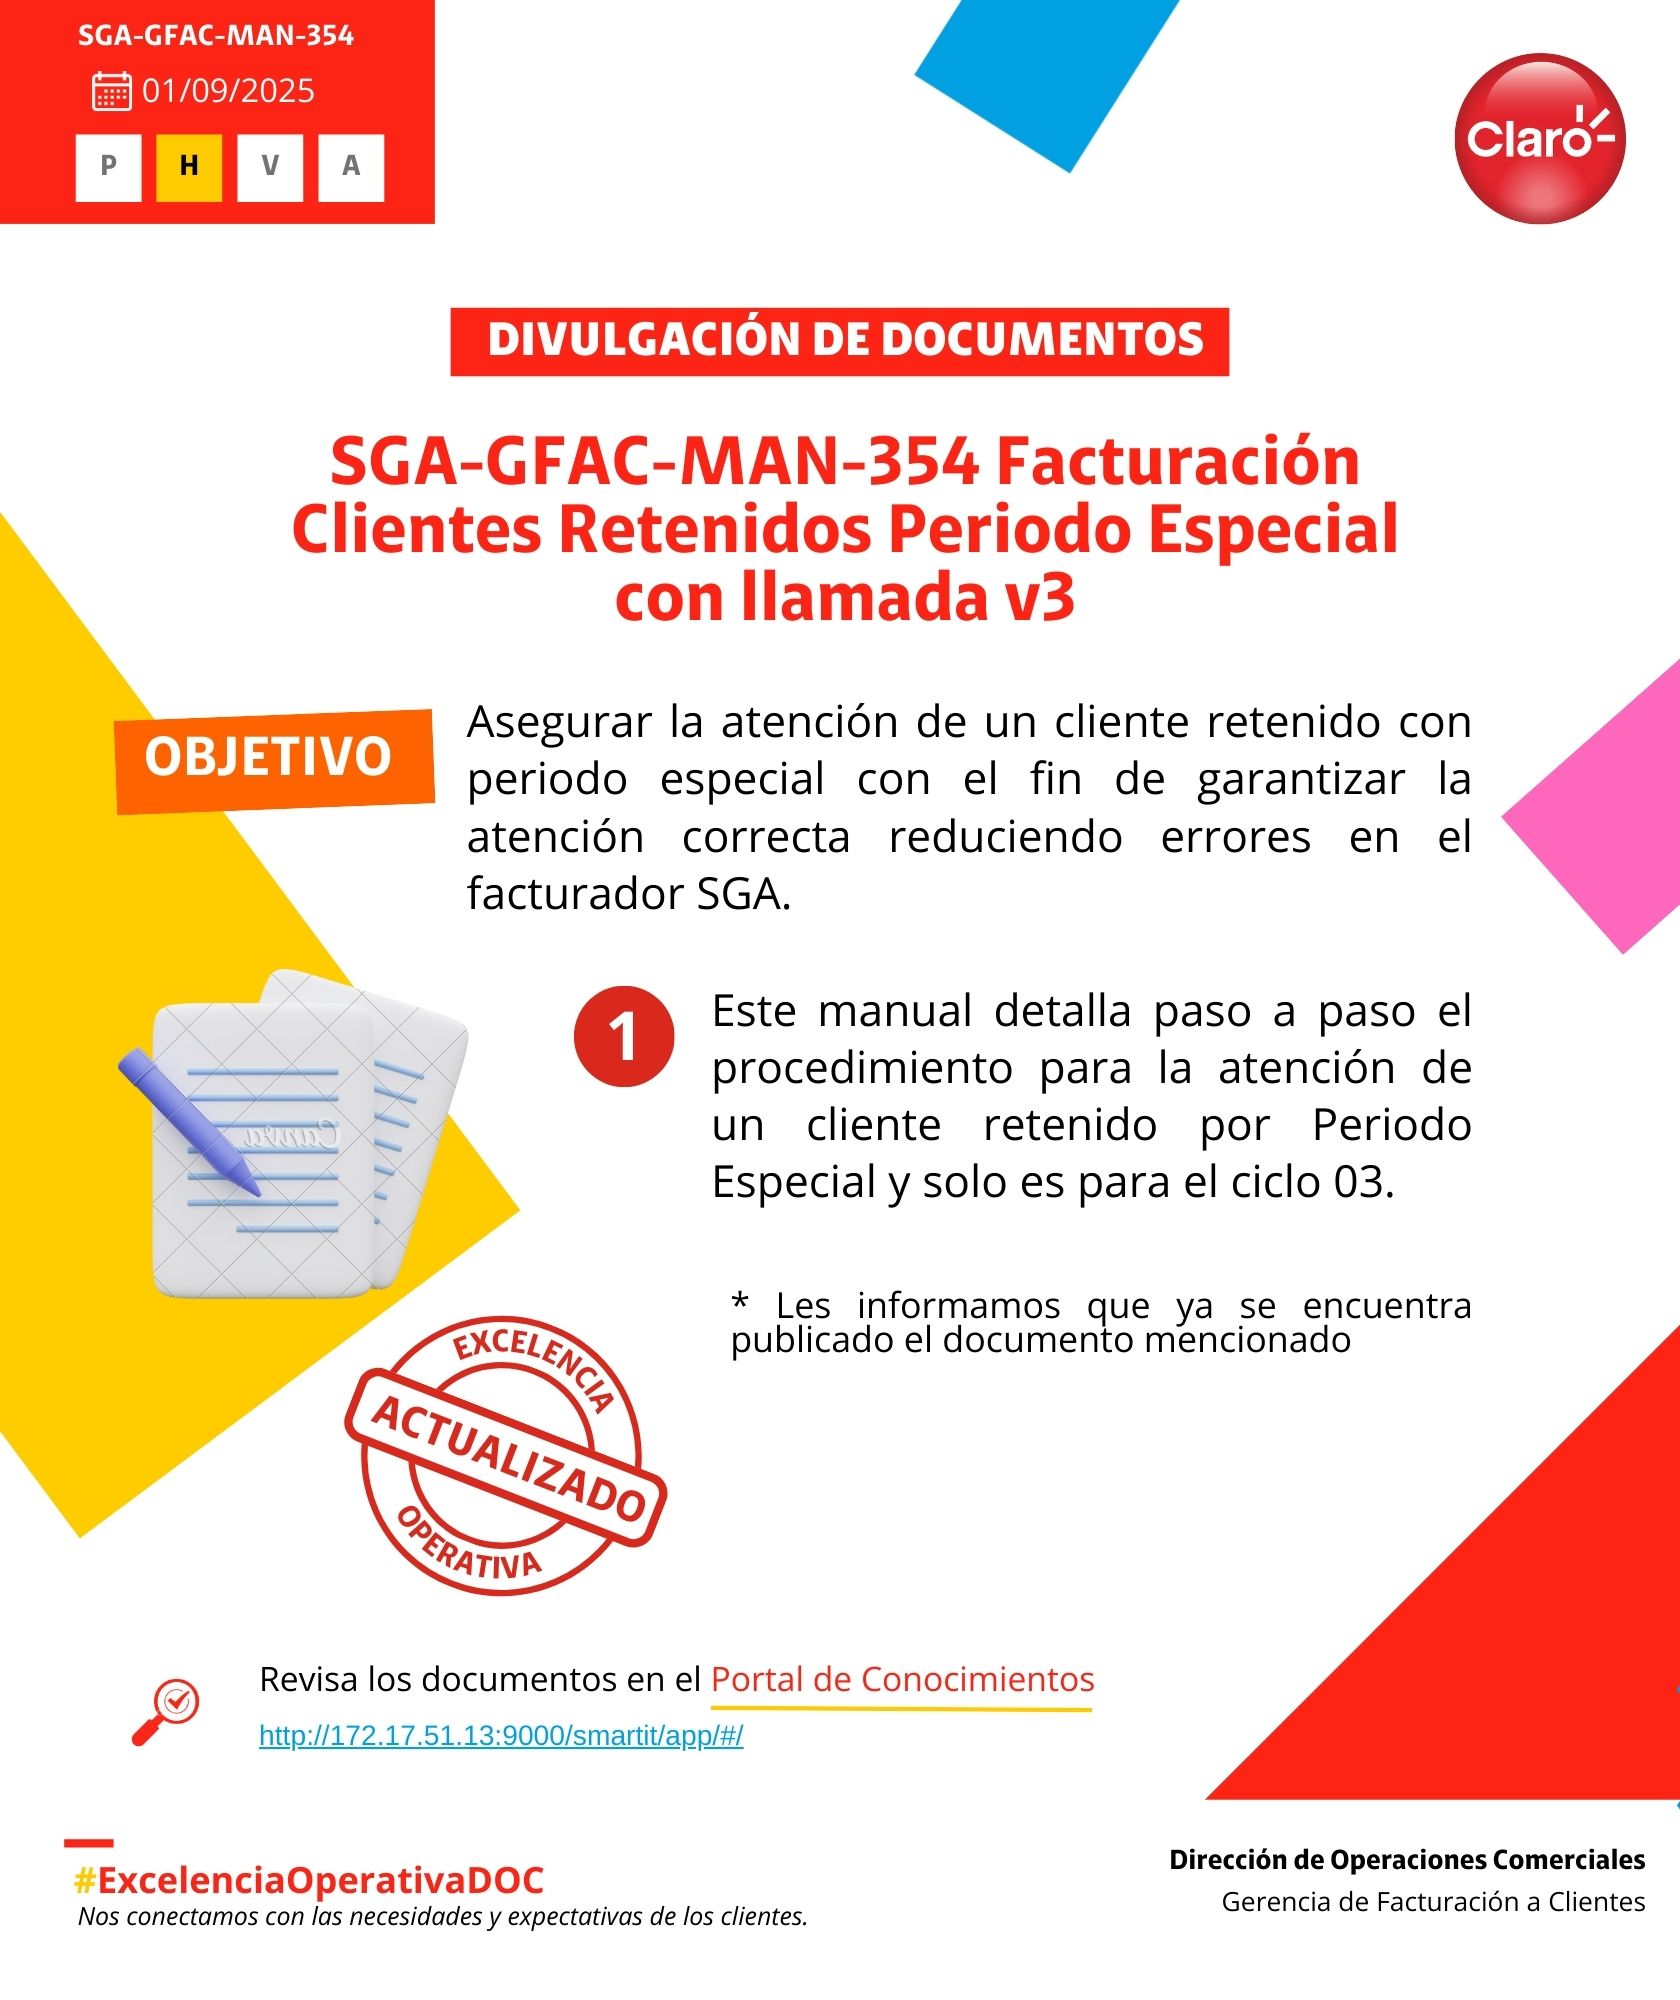 SGA-GFAC-MAN-354
01/09/2025
P H V A
Claro
DIVULGACIÓN DE DOCUMENTOS
SGA-GFAC-MAN-354 Facturación
Clientes Retenidos Periodo Especial
con llamada v3
OBJETIVO
Asegurar la atención de un cliente retenido con
periodo especial con el fin de garantizar la
atención correcta reduciendo errores en el
facturador SGA.
1
Este manual detalla paso a paso el
procedimiento para la atención de
un cliente retenido por Periodo
Especial y solo es para el ciclo 03.
Canva
* Les informamos que ya se encuentra
publicado el documento mencionado
EXCELENCIA
ACTUALIZADO
OPERATIVA
Revisa los documentos en el Portal de Conocimientos
http://172.17.51.13:9000/smartit/app/#/
#ExcelenciaOperativaDOC
Nos conectamos con las necesidades y expectativas de los clientes.
Dirección de Operaciones Comerciales
Gerencia de Facturación a Clientes